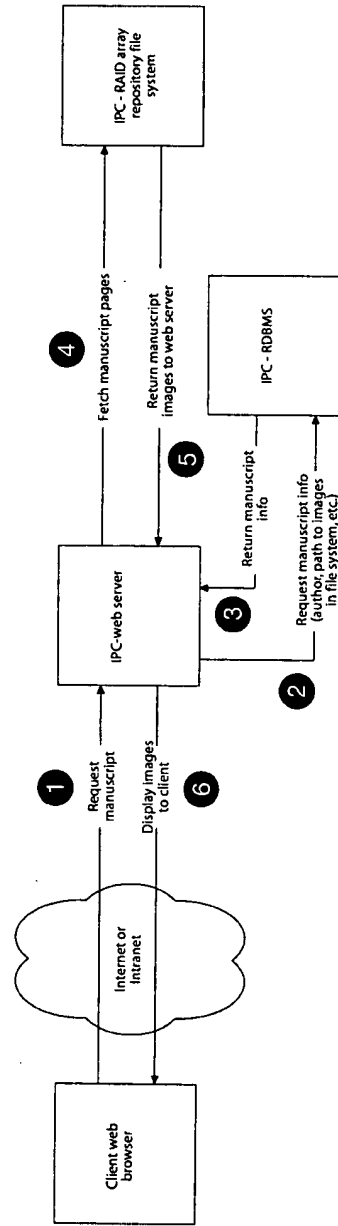 Client web
browser
Internet or
Intranet
1
Request
manuscript
Display images
to client
6
IPC-web server
4
Fetch manuscript pages
Return manuscript
images to web server
5
IPC - RAID array
repository file
system
3
Return manuscript
info
2
Request manuscript info
(author, path to images
in file system, etc.)
IPC - RDBMS